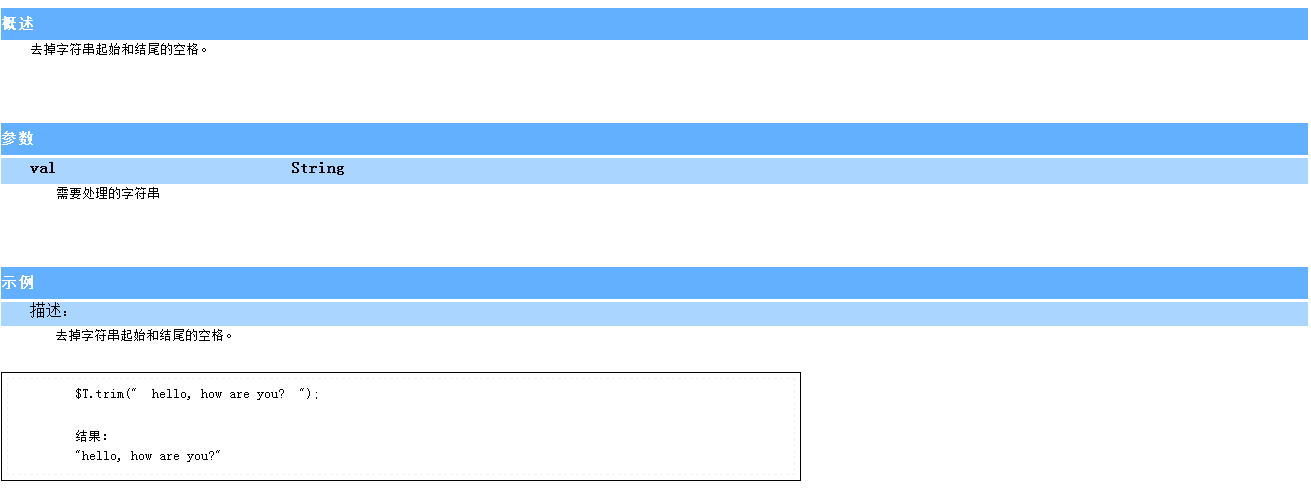 概述
去掉字符串起始和结尾的空格。
参数
val String
需要处理的字符串
示例
描述:
去掉字符串起始和结尾的空格。
$T.trim("  hello, how are you?  ");
结果:
"hello, how are you?"